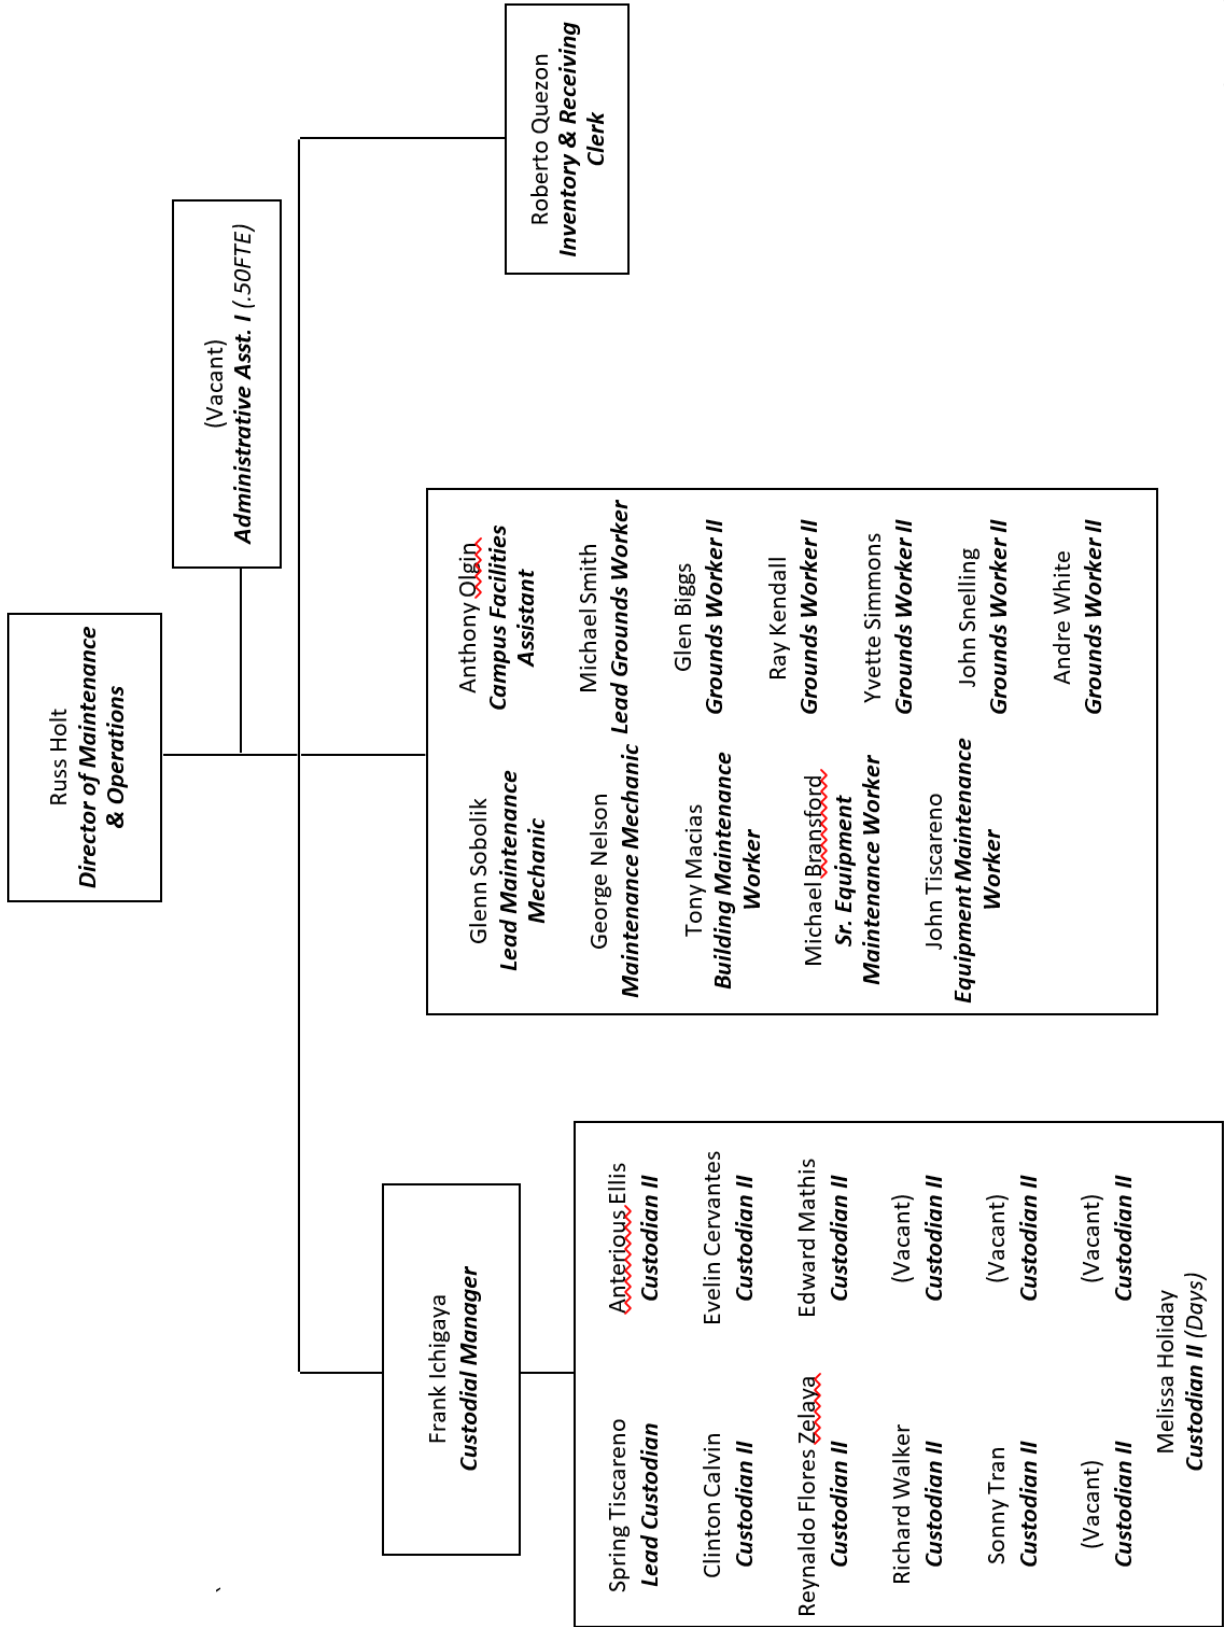 Russ Holt
Director of Maintenance
& Operations
(Vacant)
Administrative Asst. I (.50FTE)
Frank Ichigaya
Custodial Manager
Spring Tiscareno
Lead Custodian
Clinton Calvin
Custodian II
Reynaldo Flores Zelaya
Custodian II
Richard Walker
Custodian II
Sonny Tran
Custodian II
(Vacant)
Custodian II
Anterious Ellis
Custodian II
Evelin Cervantes
Custodian II
Edward Mathis
Custodian II
(Vacant)
Custodian II
(Vacant)
Custodian II
(Vacant)
Custodian II
Melissa Holiday
Custodian II (Days)
Glenn Sobolik
Lead Maintenance
Mechanic
George Nelson
Maintenance Mechanic
Tony Macias
Building Maintenance
Worker
Michael Bransford
Sr. Equipment
Maintenance Worker
John Tiscareno
Equipment Maintenance
Worker
Anthony Olgin
Campus Facilities
Assistant
Michael Smith
Lead Grounds Worker
Glen Biggs
Grounds Worker II
Ray Kendall
Grounds Worker II
Yvette Simmons
Grounds Worker II
John Snelling
Grounds Worker II
Andre White
Grounds Worker II
Roberto Quezon
Inventory & Receiving
Clerk